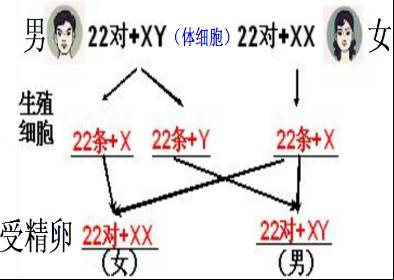 男 22对+XY (体细胞) 22对+XX 女
生殖
细胞
22条+X 22条+Y 22条+X
受精卵 22对+XX 22对+XY
(女) (男)